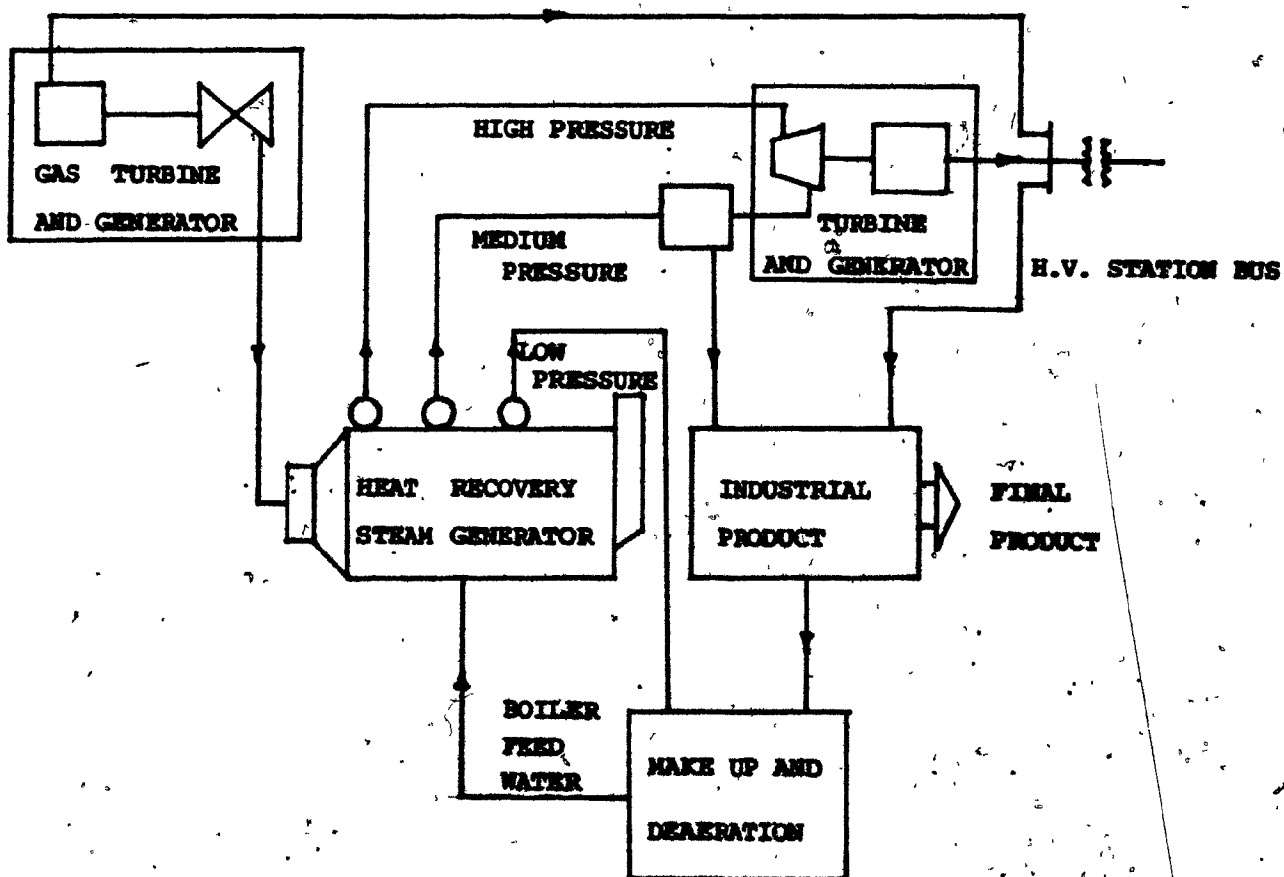 HIGH PRESSURE
GAS TURBINE
AND GENERATOR
MEDIUM
PRESSURE
TURBINE
AND GENERATOR
H.V. STATION BUS
LOW
PRESSURE
HEAT RECOVERY
STEAM GENERATOR
INDUSTRIAL
PRODUCT
FINAL
PRODUCT
BOILER
FEED
WATER
MAKE UP AND
DEAERATION